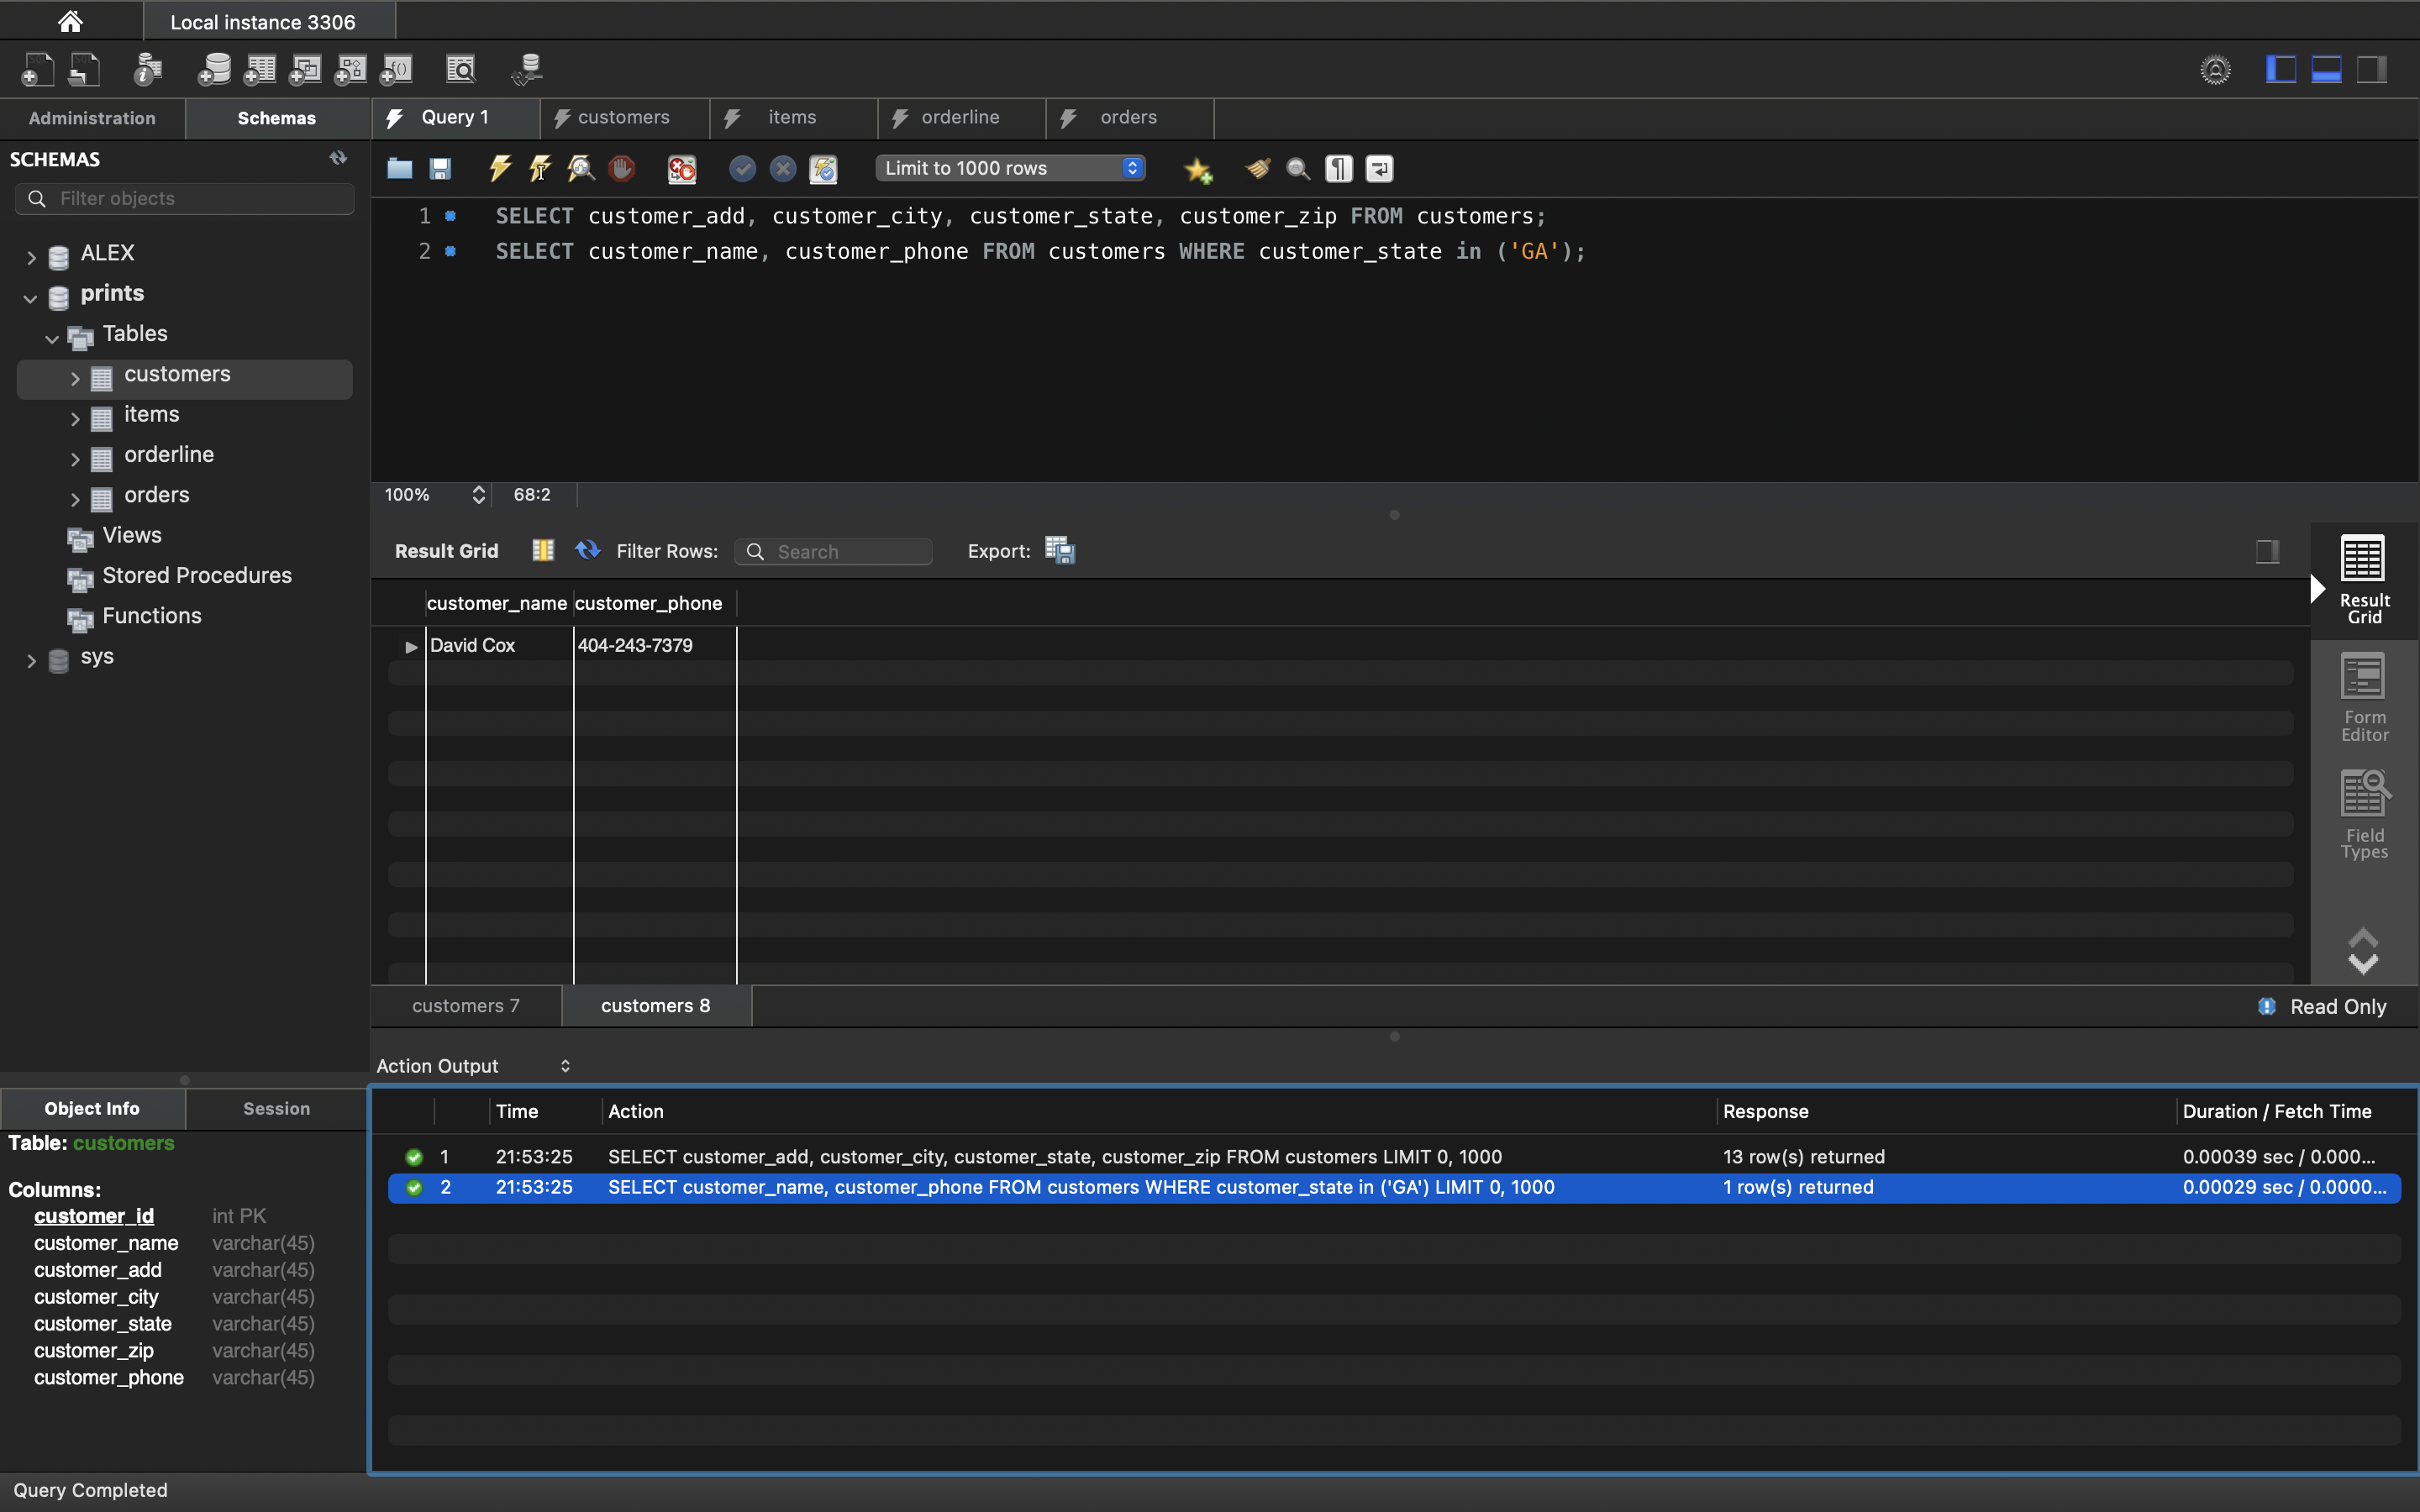 Local instance 3306
Administration Schemas Query 1 customers items orderline orders
SCHEMAS
Filter objects
ALEX
prints
Tables
customers
items
orderline
orders
Views
Stored Procedures
Functions
sys
Limit to 1000 rows
1 SELECT customer_add, customer_city, customer_state, customer_zip FROM customers;
2 SELECT customer_name, customer_phone FROM customers WHERE customer_state in ('GA');
100% 68:2
Result Grid Filter Rows: Search Export:
customer_name customer_phone
David Cox 404-243-7379
Result
Grid
Form
Editor
Field
Types
customers 7 customers 8 Read Only
Action Output
Time Action Response Duration / Fetch Time
1 21:53:25 SELECT customer_add, customer_city, customer_state, customer_zip FROM customers LIMIT 0, 1000 13 row(s) returned 0.00039 sec / 0.000...
2 21:53:25 SELECT customer_name, customer_phone FROM customers WHERE customer_state in ('GA') LIMIT 0, 1000 1 row(s) returned 0.00029 sec / 0.0000...
Object Info Session
Table: customers
Columns:
customer_id int PK
customer_name varchar(45)
customer_add varchar(45)
customer_city varchar(45)
customer_state varchar(45)
customer_zip varchar(45)
customer_phone varchar(45)
Query Completed